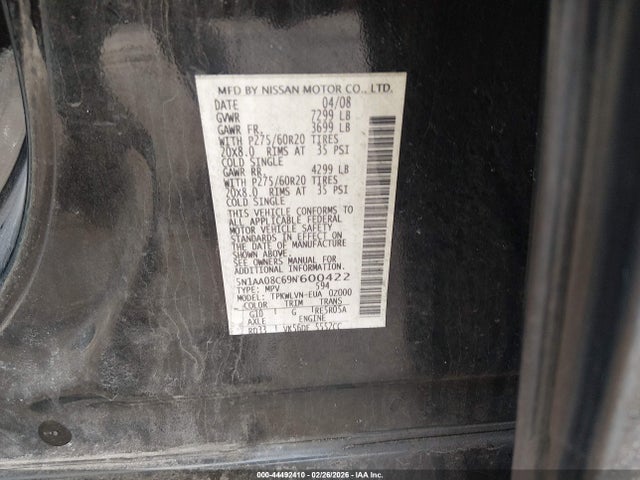 MFD BY NISSAN MOTOR CO., LTD.
DATE 04/08
GVWR 7299 LB
GAWR FR. 3699 LB
WITH P275/60R20 TIRES
20X8.0 RIMS AT 35 PSI
COLD SINGLE
GAWR RR. 4299 LB
WITH P275/60R20 TIRES
20X8.0 RIMS AT 35 PSI
COLD SINGLE
THIS VEHICLE CONFORMS TO
ALL APPLICABLE FEDERAL
MOTOR VEHICLE SAFETY
STANDARDS IN EFFECT ON
THE DATE OF MANUFACTURE
SHOWN ABOVE.
SEE OWNERS MANUAL FOR
ADDITIONAL INFORMATION
5N1AA08C69N600422
TYPE: MPV 594
MODEL: TPKWLVN-EUA 02000
COLOR TRIM TRANS
G10 G RE5R05A
AXLE ENGINE
RD33 VK56DE 5552CC
000-44492410 - 02/26/2026 - IAA Inc.